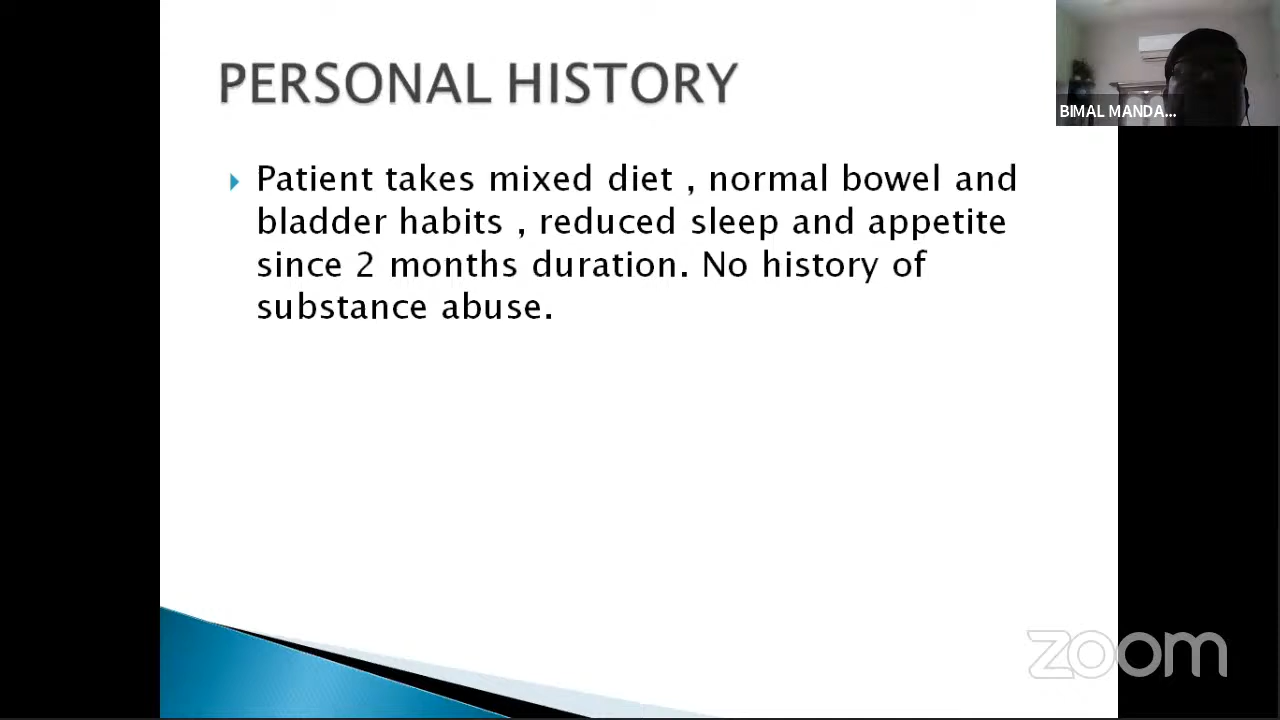 PERSONAL HISTORY
BIMAL MANDA...
Patient takes mixed diet , normal bowel and
bladder habits , reduced sleep and appetite
since 2 months duration. No history of
substance abuse.
zoom